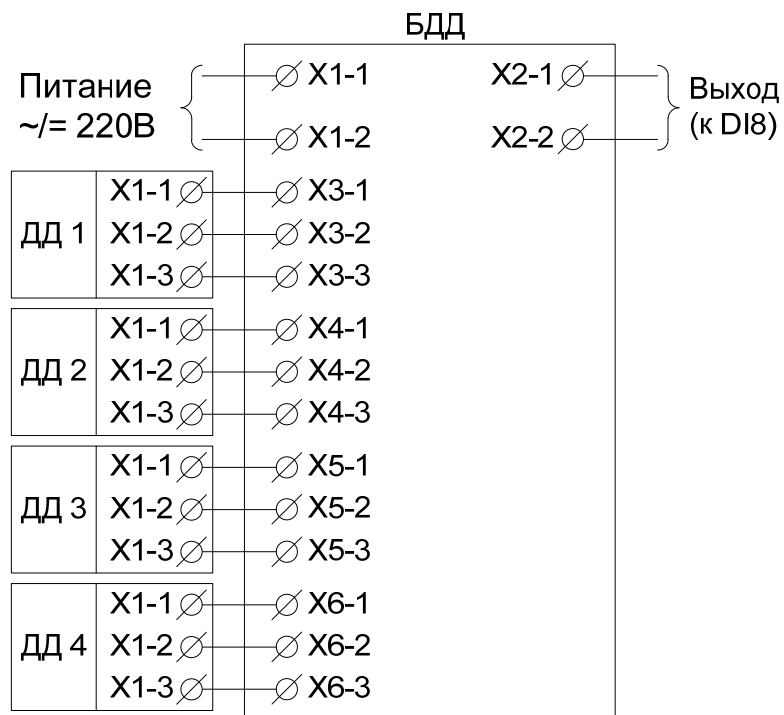 БДД
Питание
~/= 220В
X1-1
X1-2
X2-1
X2-2
Выход
(к DI8)
ДД 1
X1-1
X1-2
X1-3
X3-1
X3-2
X3-3
ДД 2
X1-1
X1-2
X1-3
X4-1
X4-2
X4-3
ДД 3
X1-1
X1-2
X1-3
X5-1
X5-2
X5-3
ДД 4
X1-1
X1-2
X1-3
X6-1
X6-2
X6-3